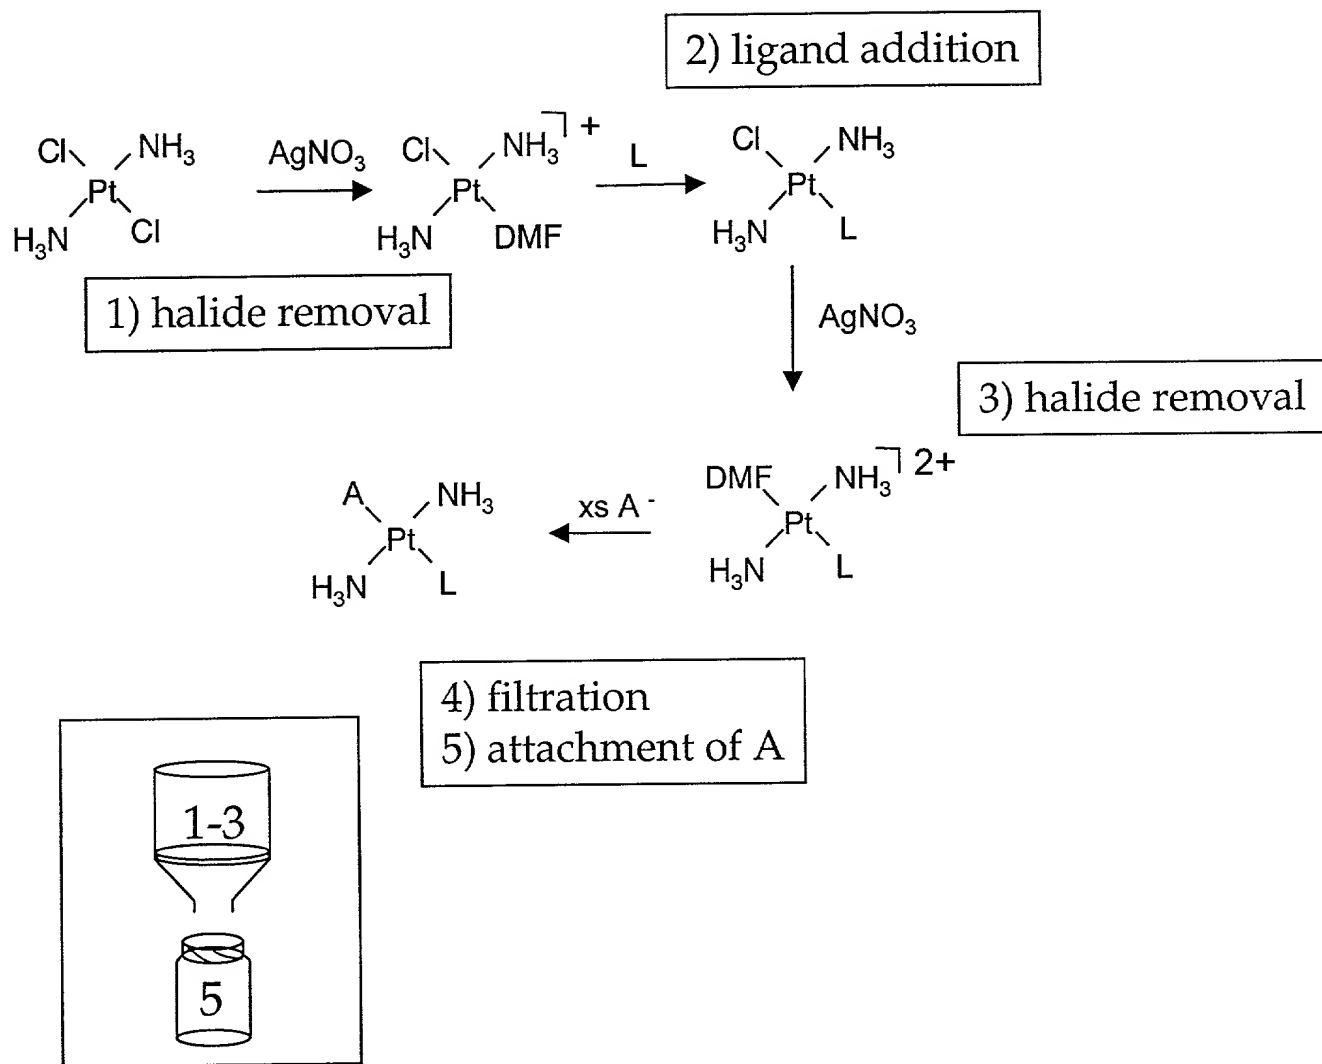 2) ligand addition
Cl NH₃
Pt
H₃N Cl
AgNO₃
Cl NH₃ ⏋+
Pt
H₃N DMF
L
Cl NH₃
Pt
H₃N L
1) halide removal
AgNO₃
3) halide removal
DMF NH₃ ⏋2+
Pt
H₃N L
xs A⁻
A NH₃
Pt
H₃N L
4) filtration
5) attachment of A
1-3
5